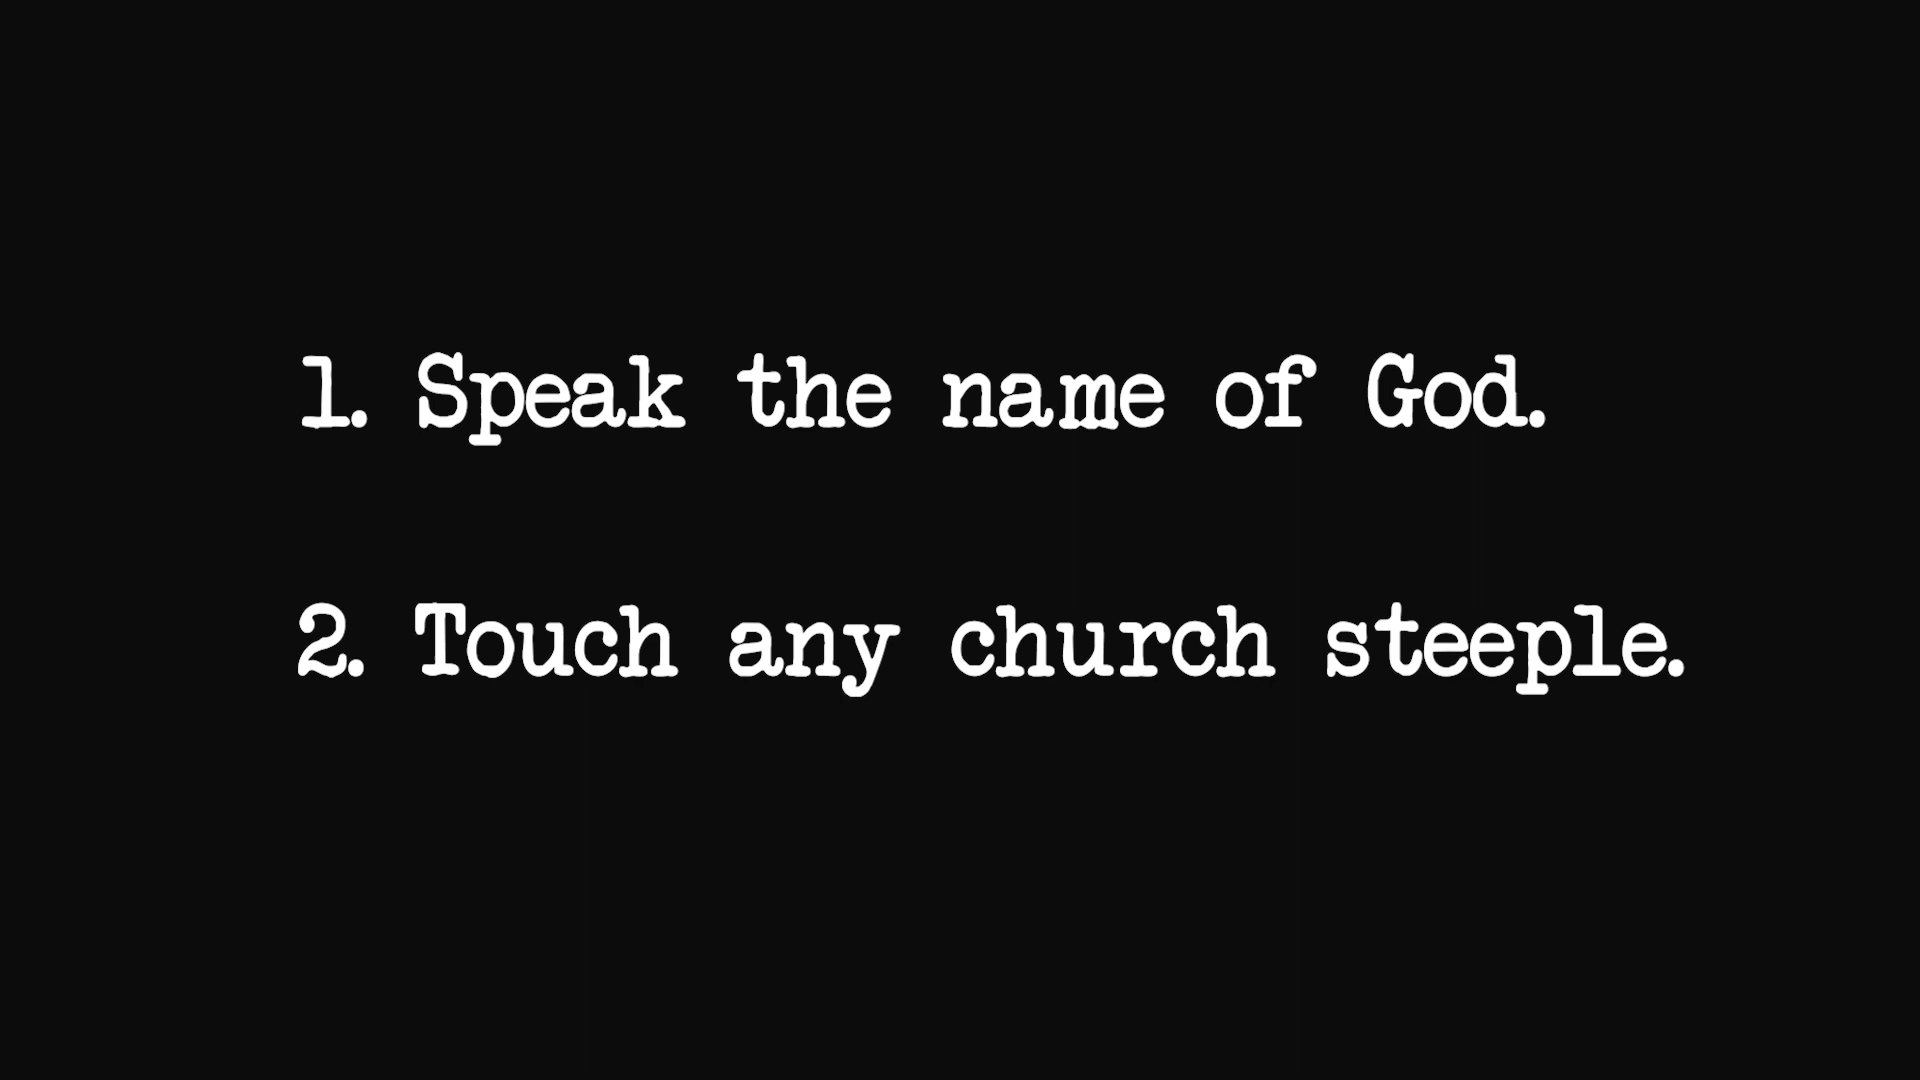 1. Speak the name of God.
2. Touch any church steeple.